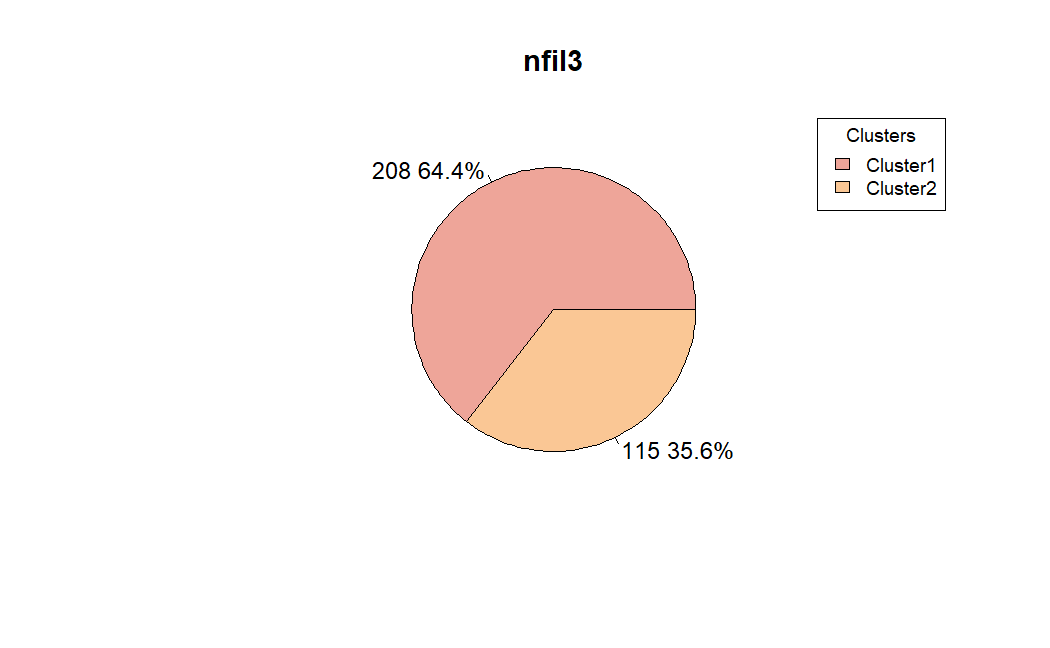 nfil3
Clusters
Cluster1
Cluster2
208 64.4%
115 35.6%